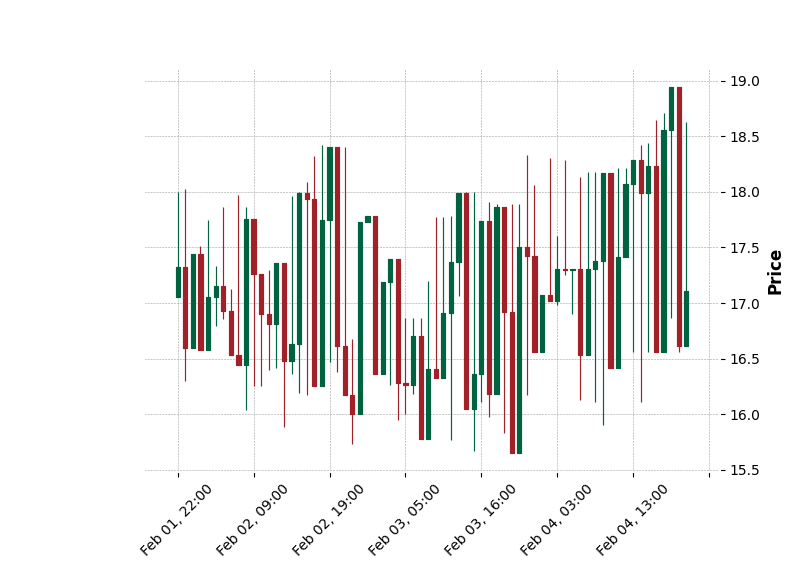 19.0
18.5
18.0
17.5
17.0
16.5
16.0
15.5
Price
Feb 01, 22:00
Feb 02, 09:00
Feb 02, 19:00
Feb 03, 05:00
Feb 03, 16:00
Feb 04, 03:00
Feb 04, 13:00